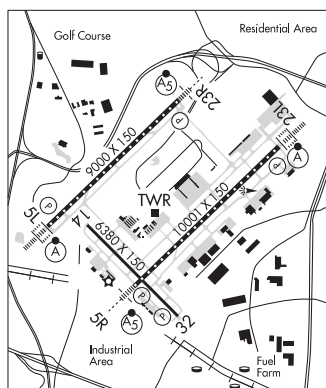 Golf Course
Residential Area
A5
23R
P
23L
9000 X 150
P
P
A
P
5L
A
TWR
10001 X 150
14
6380 X 150
5R
A5
P
P
32
Industrial
Area
Fuel
Farm